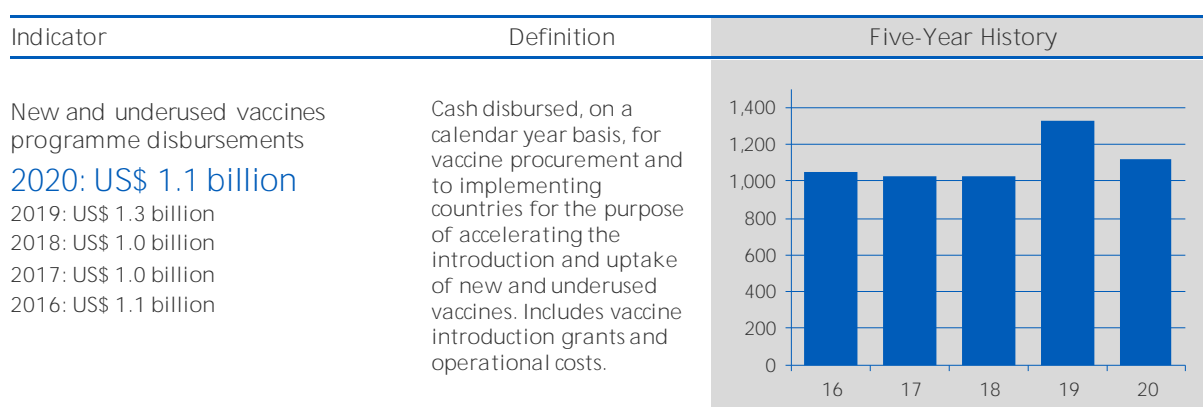 Indicator
Definition
Five-Year History
New and underused vaccines
programme disbursements
2020: US$ 1.1 billion
2019: US$ 1.3 billion
2018: US$ 1.0 billion
2017: US$ 1.0 billion
2016: US$ 1.1 billion
Cash disbursed, on a
calendar year basis, for
vaccine procurement and
to implementing
countries for the purpose
of accelerating the
introduction and uptake
of new and underused
vaccines. Includes vaccine
introduction grants and
operational costs.
1,400
1,200
1,000
800
600
400
200
0
16 17 18 19 20